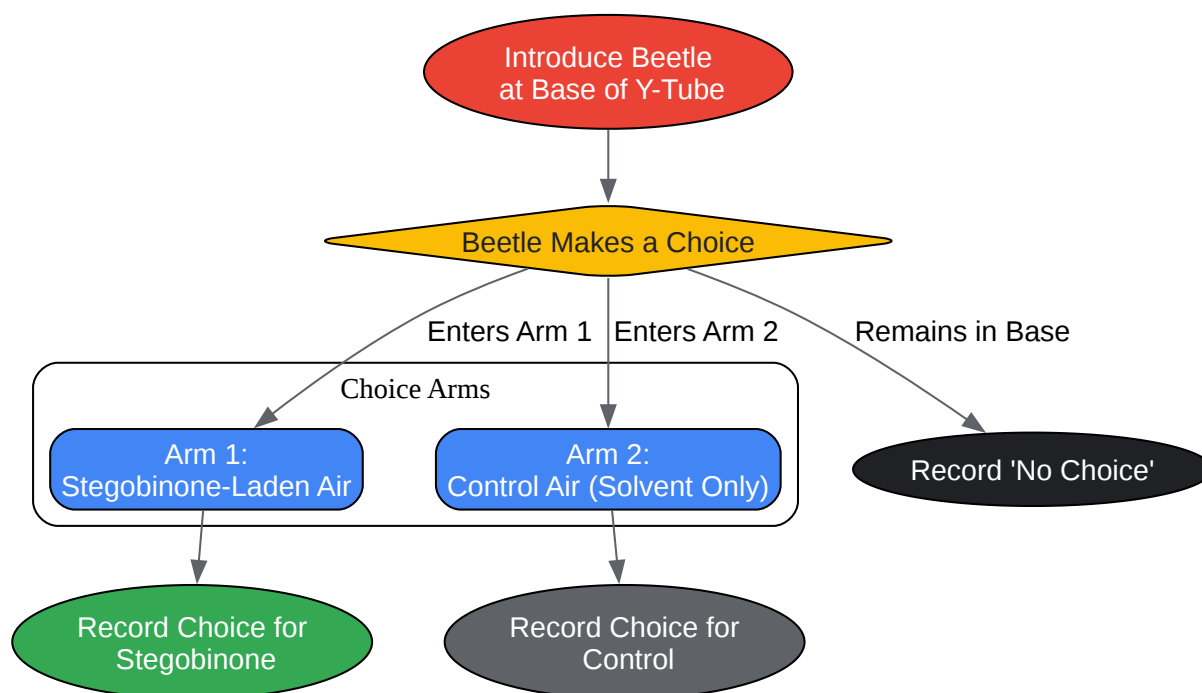 Introduce Beetle
at Base of Y-Tube
Beetle Makes a Choice
Enters Arm 1
Enters Arm 2
Remains in Base
Choice Arms
Arm 1:
Stegobinone-Laden Air
Arm 2:
Control Air (Solvent Only)
Record 'No Choice'
Record Choice for
Stegobinone
Record Choice for
Control